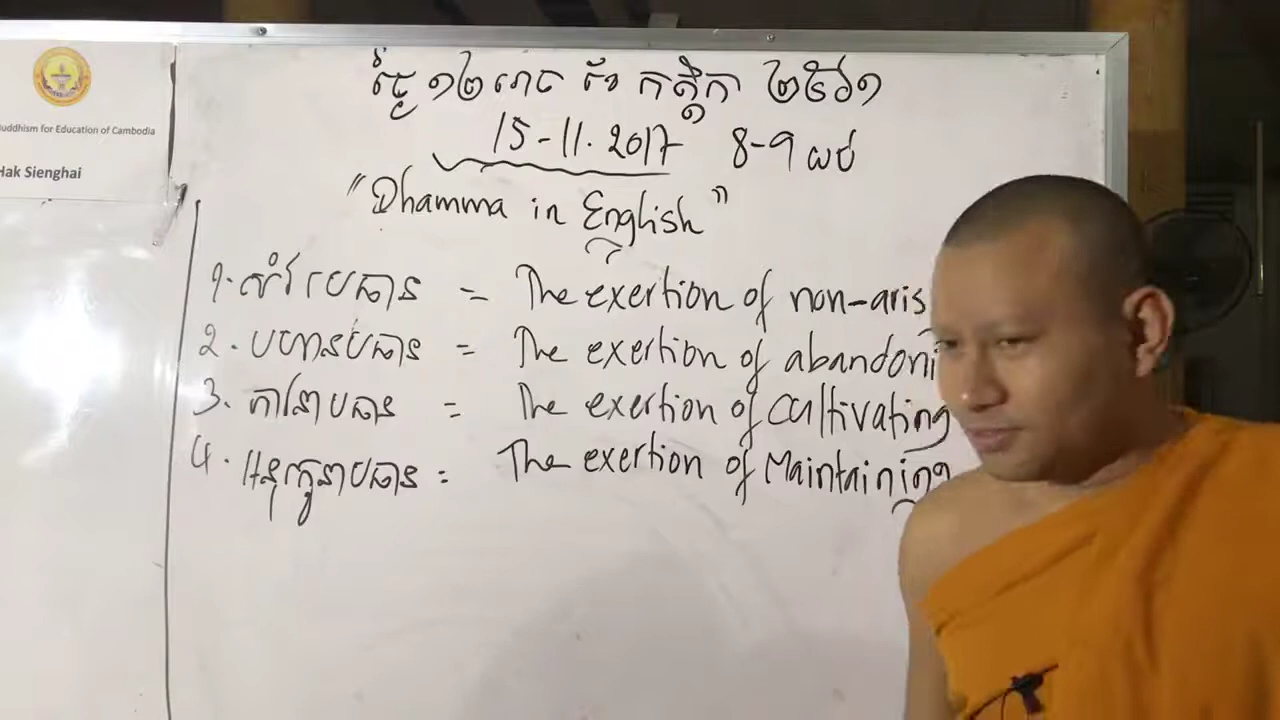 uddhism for Education of Cambodia
Hak Sienghai
ថ្ងៃ ១២ រោច ខែ កត្តិកា ២៥៦១
15-11.2017 8-9 យប់
"Dhamma in English"
1. សំវរប្បធាន = The exertion of non-aris
2. បហានប្បធាន = The exertion of abandoni
3. ភាវនាប្បធាន = The exertion of cultivating
4. អនុរក្ខនាប្បធាន = The exertion of Maintaining